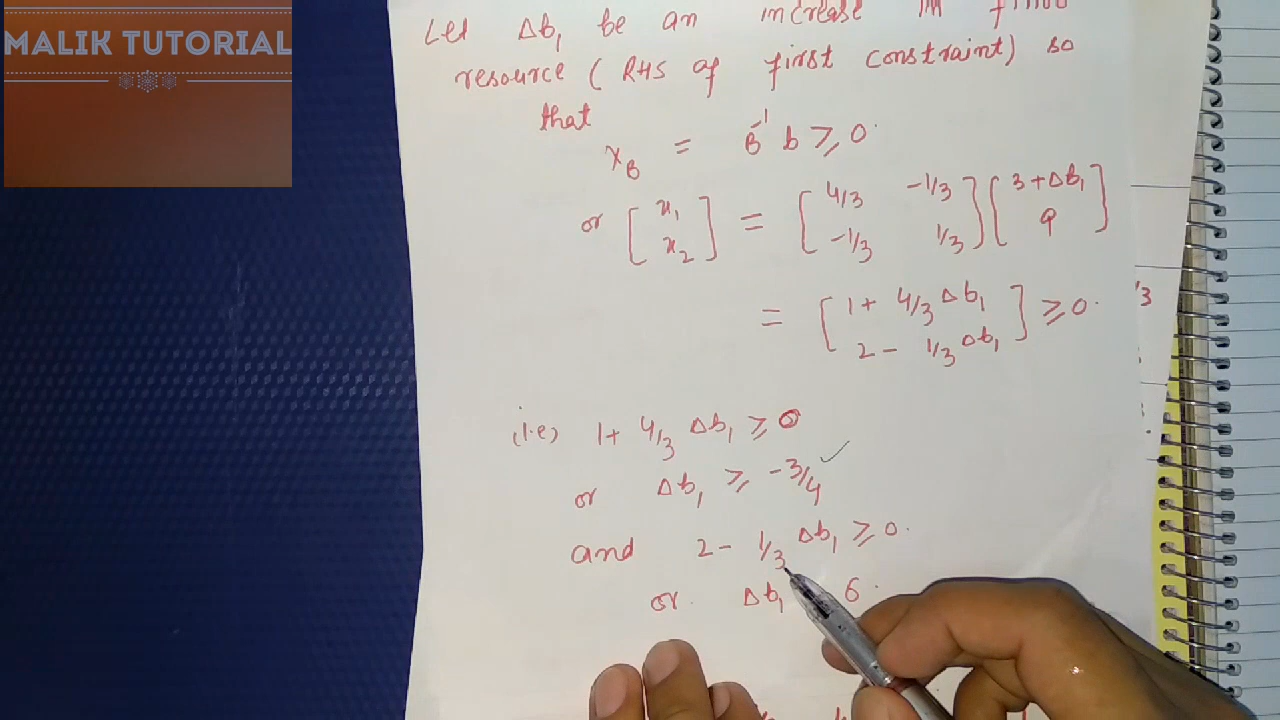 MALIK TUTORIAL
Let Δb₁ be an increase in
resource ( RHS of first constraint) so
that
x_B = B⁻¹ b ≥ 0.
or [x₁ x₂] = [4/3 -1/3 -1/3 1/3] [3+Δb₁ 9]
= [1 + 4/3 Δb₁ 2 - 1/3 Δb₁] ≥ 0. 1/3
(i.e) 1+ 4/3 Δb₁ ≥ 0
or Δb₁ ≥ -3/4 ✓
and 2 - 1/3 Δb₁ ≥ 0.
or. Δb₁ 6.